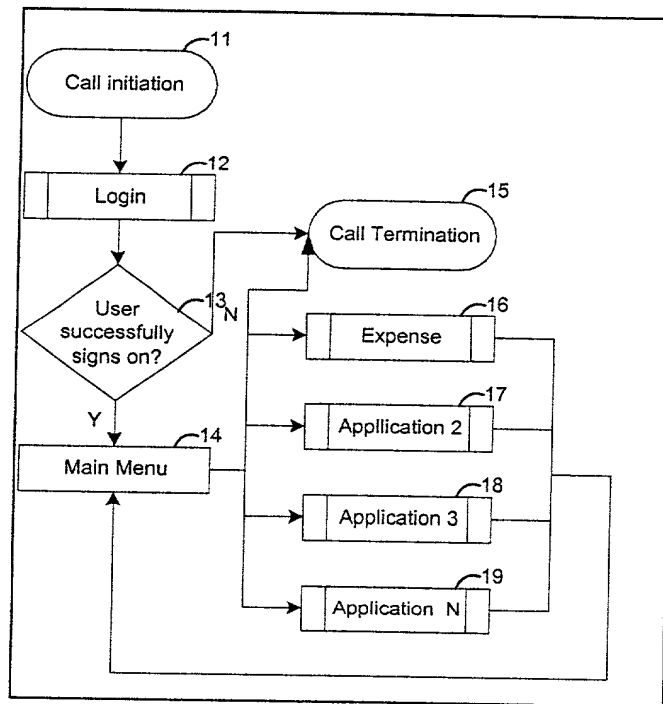 11
Call initiation
12
Login
15
Call Termination
13
User
successfully
signs on?
N
16
Expense
17
Appllication 2
Y
14
Main Menu
18
Application 3
19
Application N